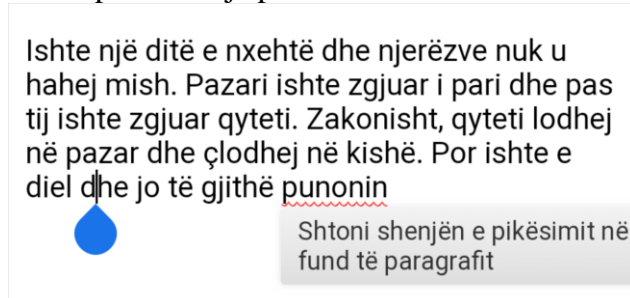 Ishte një ditë e nxehtë dhe njerëzve nuk u
hahej mish. Pazari ishte zgjuar i pari dhe pas
tij ishte zgjuar qyteti. Zakonisht, qyteti lodhej
në pazar dhe çlodhej në kishë. Por ishte e
diel dhe jo të gjithë punonin
Shtoni shenjën e pikësimit në
fund të paragrafit